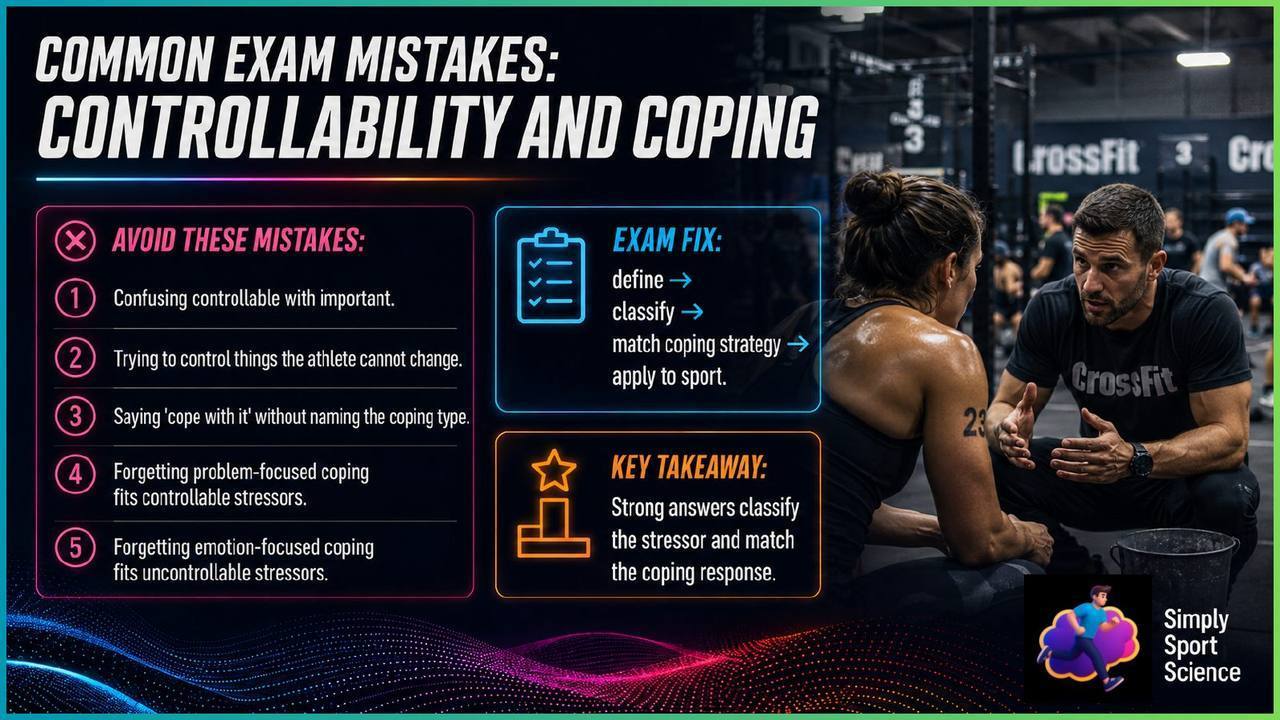 COMMON EXAM MISTAKES:
CONTROLLABILITY AND COPING
AVOID THESE MISTAKES:
1 Confusing controllable with important.
2 Trying to control things the athlete cannot change.
3 Saying 'cope with it' without naming the coping type.
4 Forgetting problem-focused coping
fits controllable stressors.
5 Forgetting emotion-focused coping
fits uncontrollable stressors.
EXAM FIX:
define →
classify →
match coping strategy →
apply to sport.
KEY TAKEAWAY:
Strong answers classify
the stressor and match
the coping response.
3
CrossFit
3
CrossFit
23
Simply
Sport
Science